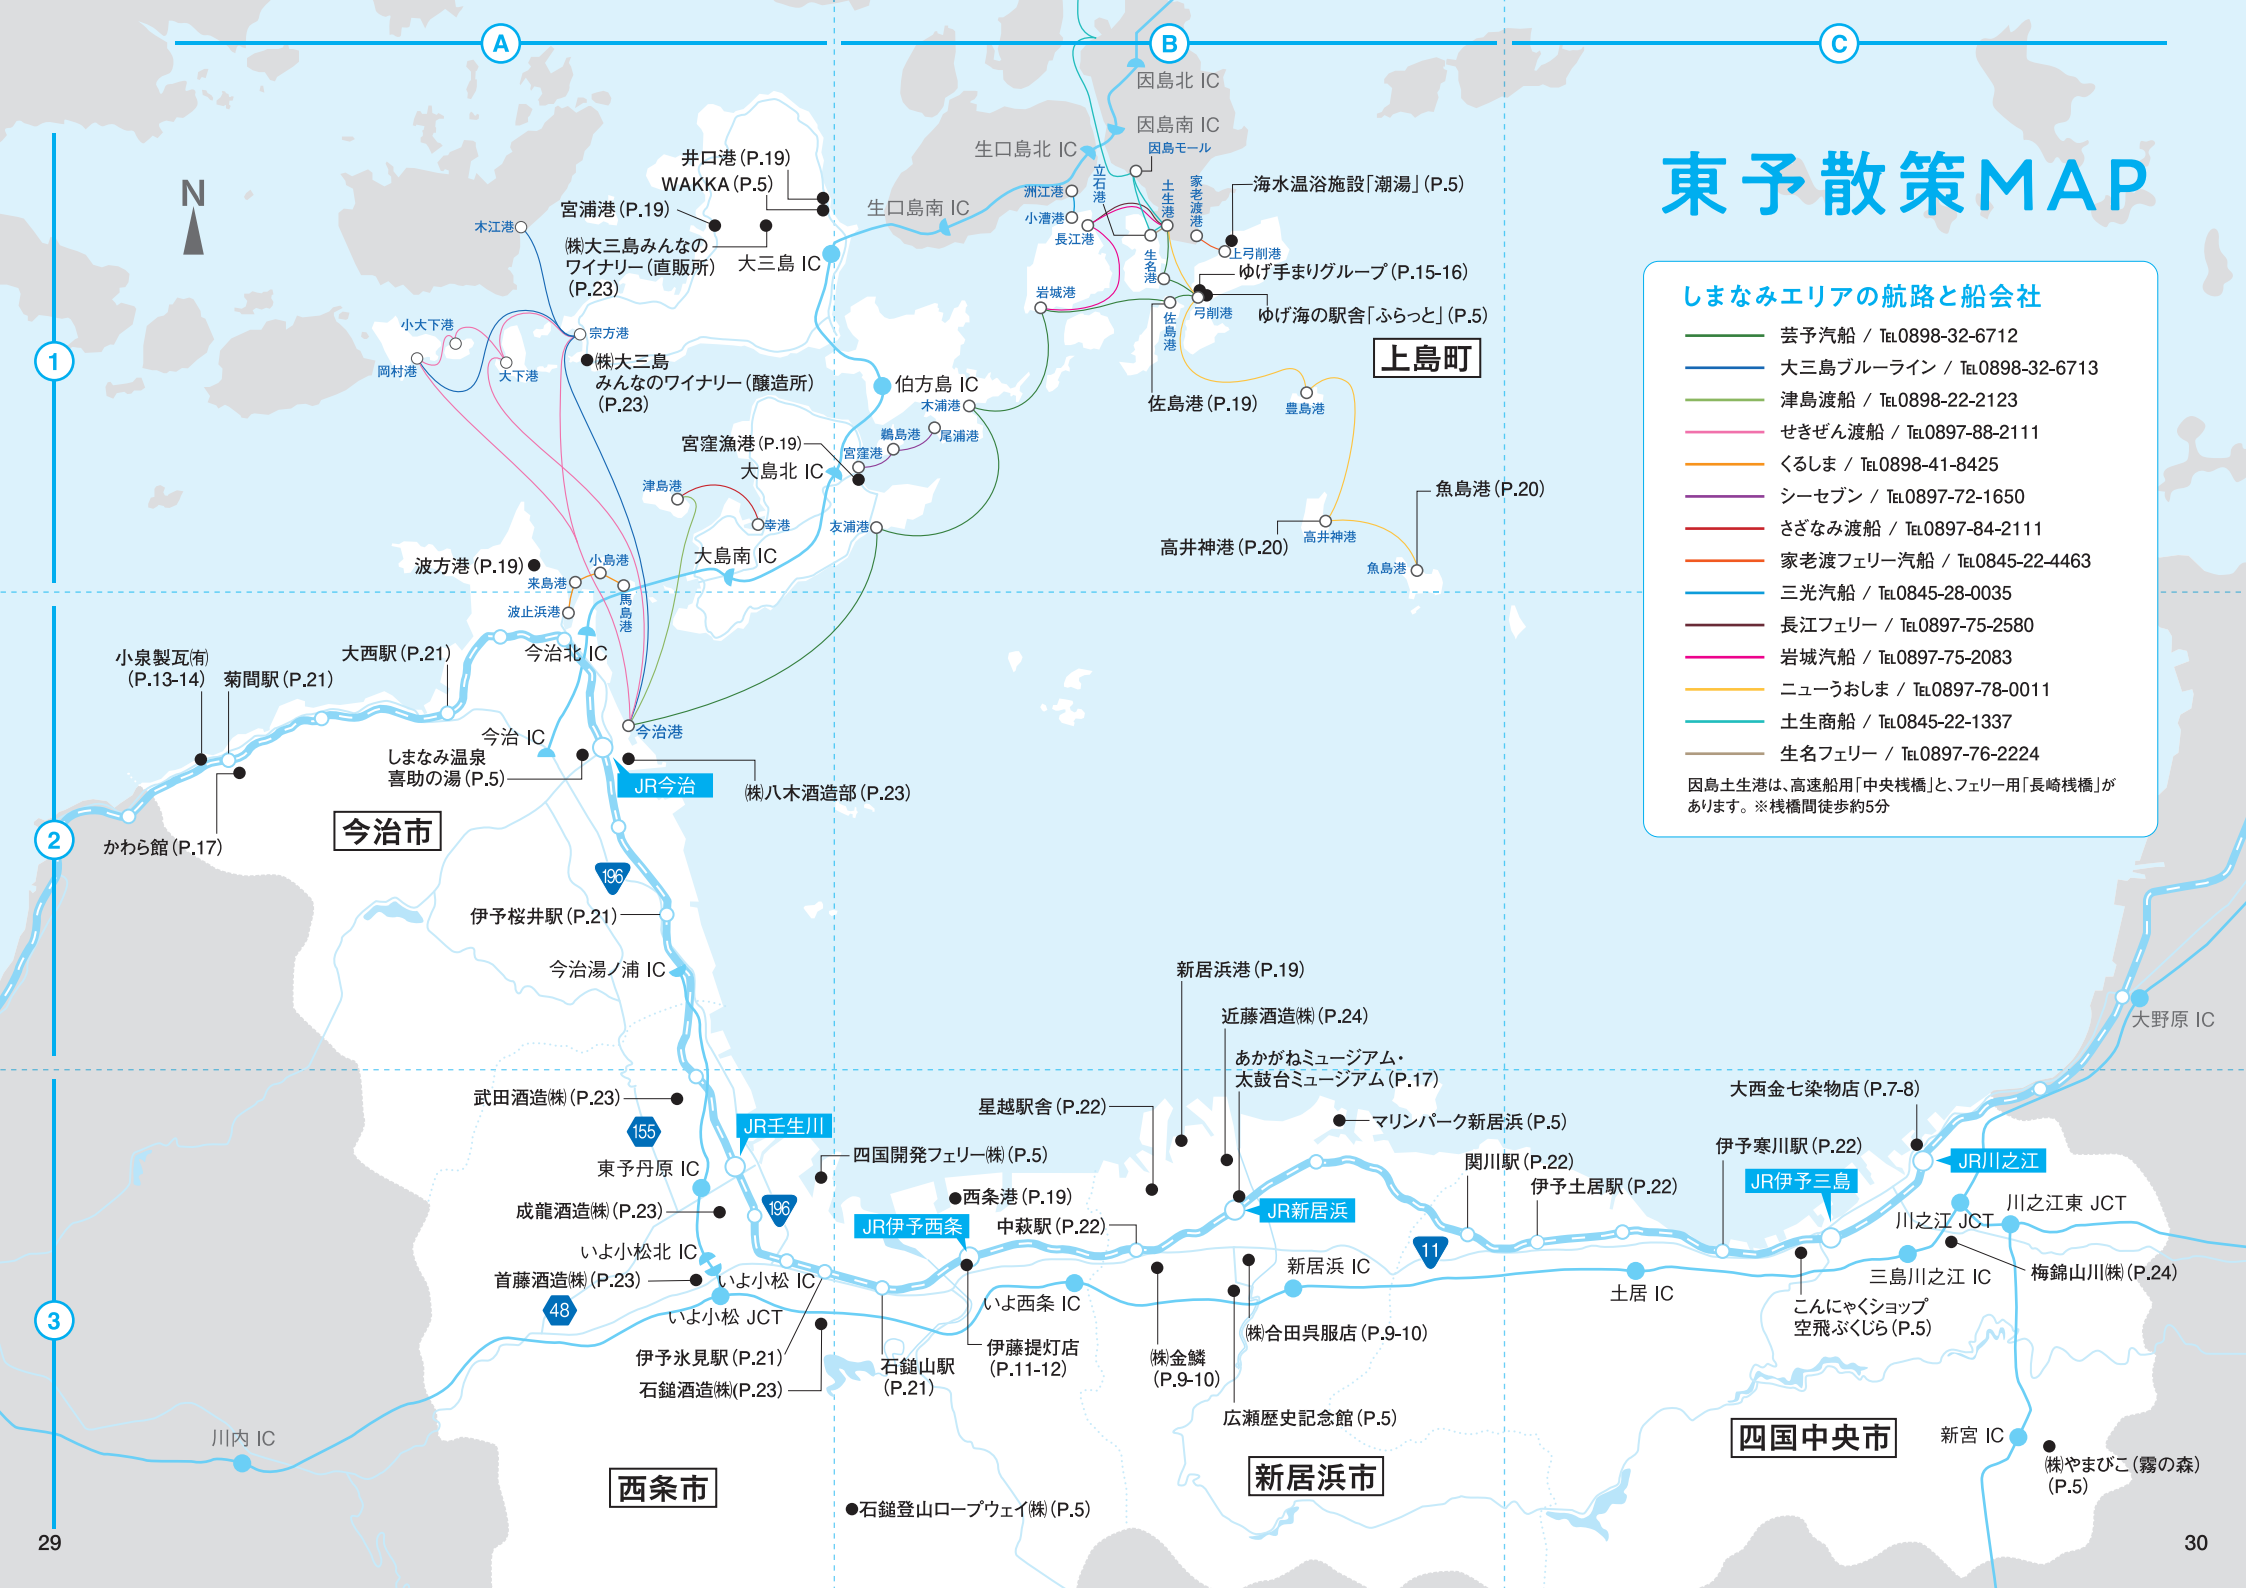 A
B
C
1
2
3
N
東予散策MAP
しまなみエリアの航路と船会社
芸予汽船 / TEL0898-32-6712
大三島ブルーライン / TEL0898-32-6713
津島渡船 / TEL0898-22-2123
せきぜん渡船 / TEL0897-88-2111
くるしま / TEL0898-41-8425
シーセブン / TEL0897-72-1650
さざなみ渡船 / TEL0897-84-2111
家老渡フェリー汽船 / TEL0845-22-4463
三光汽船 / TEL0845-28-0035
長江フェリー / TEL0897-75-2580
岩城汽船 / TEL0897-75-2083
ニューうおしま / TEL0897-78-0011
土生商船 / TEL0845-22-1337
生名フェリー / TEL0897-76-2224
因島土生港は、高速船用「中央桟橋」と、フェリー用「長崎桟橋」が
あります。※桟橋間徒歩約5分
因島北 IC
因島南 IC
生口島北 IC
因島モール
生口島南 IC
洲江港
小漕港
長江港
立石港
土生港
家老渡港
海水温浴施設「潮湯」(P.5)
上弓削港
生名港
ゆげ手まりグループ(P.15-16)
弓削港
ゆげ海の駅舎「ふらっと」(P.5)
岩城港
佐島港
上島町
佐島港(P.19)
豊島港
魚島港(P.20)
高井神港(P.20)
高井神港
魚島港
井口港(P.19)
WAKKA(P.5)
宮浦港(P.19)
木江港
㈱大三島みんなの
ワイナリー(直販所)
(P.23)
大三島 IC
小大下港
宗方港
岡村港
大下港
㈱大三島
みんなのワイナリー(醸造所)
(P.23)
伯方島 IC
木浦港
鵜島港
尾浦港
宮窪漁港(P.19)
宮窪港
大島北 IC
津島港
幸港
友浦港
大島南 IC
波方港(P.19)
小島港
来島港
馬島港
波止浜港
今治北 IC
大西駅(P.21)
小泉製瓦㈲
(P.13-14)
菊間駅(P.21)
今治 IC
今治港
しまなみ温泉
喜助の湯(P.5)
JR今治
㈱八木酒造部(P.23)
今治市
かわら館(P.17)
196
伊予桜井駅(P.21)
今治湯ノ浦 IC
新居浜港(P.19)
近藤酒造㈱(P.24)
あかがねミュージアム・
太鼓台ミュージアム(P.17)
大野原 IC
武田酒造㈱(P.23)
155
JR壬生川
東予丹原 IC
四国開発フェリー㈱(P.5)
星越駅舎(P.22)
マリンパーク新居浜(P.5)
大西金七染物店(P.7-8)
伊予寒川駅(P.22)
関川駅(P.22)
伊予土居駅(P.22)
JR伊予三島
JR川之江
成龍酒造㈱(P.23)
196
西条港(P.19)
JR伊予西条
中萩駅(P.22)
JR新居浜
11
川之江 JCT
川之江東 JCT
いよ小松北 IC
首藤酒造㈱(P.23)
いよ小松 IC
48
いよ小松 JCT
いよ西条 IC
新居浜 IC
土居 IC
三島川之江 IC
梅錦山川㈱(P.24)
こんにゃくショップ
空飛ぶくじら(P.5)
伊予氷見駅(P.21)
石鎚酒造㈱(P.23)
石鎚山駅
(P.21)
伊藤提灯店
(P.11-12)
㈱金鱗
(P.9-10)
㈱合田呉服店(P.9-10)
広瀬歴史記念館(P.5)
川内 IC
西条市
新居浜市
四国中央市
新宮 IC
㈱やまびこ(霧の森)
(P.5)
石鎚登山ロープウェイ㈱(P.5)
29
30